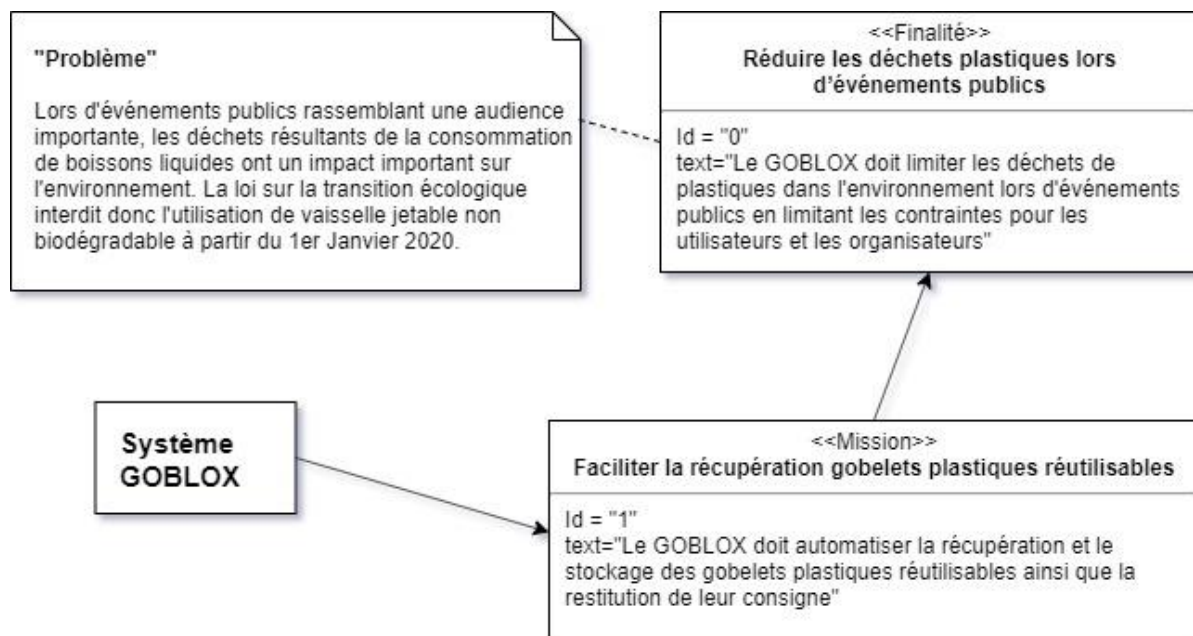 "Problème"
Lors d'événements publics rassemblant une audience
importante, les déchets résultants de la consommation
de boissons liquides ont un impact important sur
l'environnement. La loi sur la transition écologique
interdit donc l'utilisation de vaisselle jetable non
biodégradable à partir du 1er Janvier 2020.
<<Finalité>>
Réduire les déchets plastiques lors
d’événements publics
Id = "0"
text="Le GOBLOX doit limiter les déchets de
plastiques dans l'environnement lors d'événements
publics en limitant les contraintes pour les
utilisateurs et les organisateurs"
Système
GOBLOX
<<Mission>>
Faciliter la récupération gobelets plastiques réutilisables
Id = "1"
text="Le GOBLOX doit automatiser la récupération et le
stockage des gobelets plastiques réutilisables ainsi que la
restitution de leur consigne"